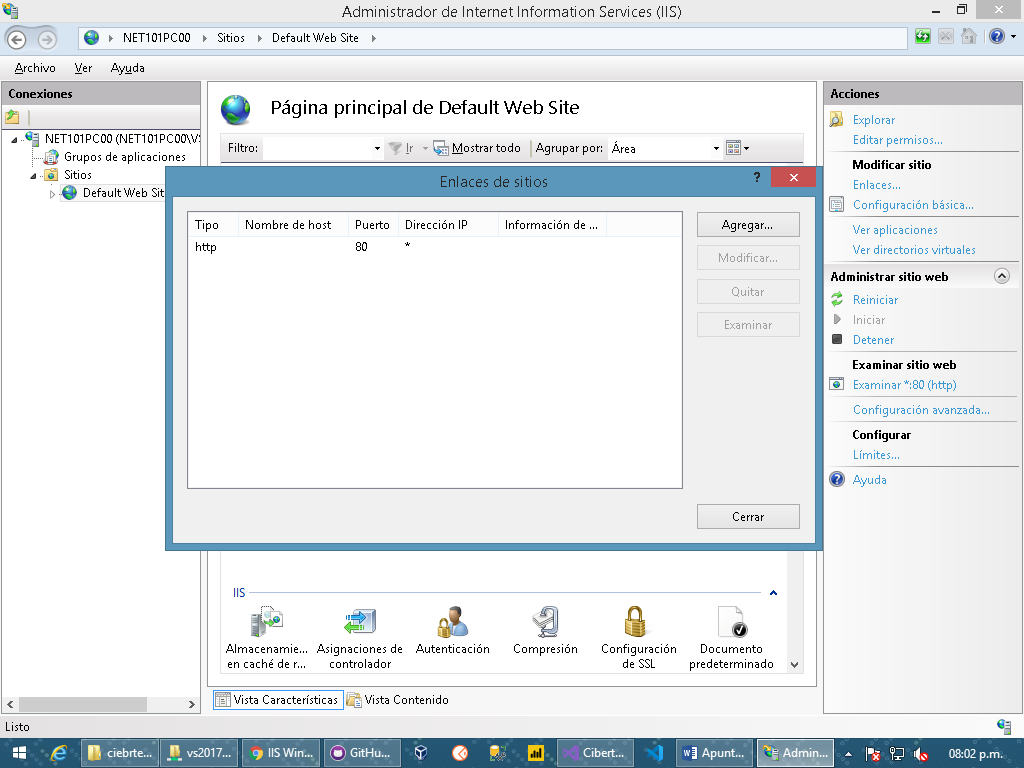 Administrador de Internet Information Services (IIS)
NET101PC00 Sitios Default Web Site
Archivo Ver Ayuda
Conexiones
NET101PC00 (NET101PC00\VS
Grupos de aplicaciones
Sitios
Default Web Sit
Página principal de Default Web Site
Filtro: Ir Mostrar todo Agrupar por: Área
Enlaces de sitios ?
Tipo Nombre de host Puerto Dirección IP Información de ...
http 80 *
Agregar...
Modificar...
Quitar
Examinar
Cerrar
IIS
Almacenamie... en caché de r...
Asignaciones de controlador
Autenticación
Compresión
Configuración de SSL
Documento predeterminado
Vista Características Vista Contenido
Acciones
Explorar
Editar permisos...
Modificar sitio
Enlaces...
Configuración básica...
Ver aplicaciones
Ver directorios virtuales
Administrar sitio web
Reiniciar
Iniciar
Detener
Examinar sitio web
Examinar *:80 (http)
Configuración avanzada...
Configurar
Límites...
Ayuda
Listo
ciebrte... vs2017... IIS Win... GitHu... Cibert... Apunt... Admin... 08:02 p.m.